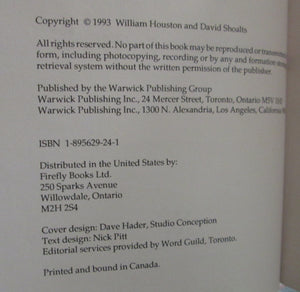 Copyright © 1993 William Houston and David Shoalts
All rights reserved. No part of this book may be reproduced or
form, including photocopying, recording or by any and
retrieval system without the written permission of the publisher.
Published by the Warwick Publishing Group
Warwick Publishing Inc., 24 Mercer Street, Toronto, Ontario M5V
Warwick Publishing Inc., 1300 N. Alexandria, Los Angeles, California
ISBN 1-895629-24-1
Distributed in the United States by:
Firefly Books Ltd.
250 Sparks Avenue
Willowdale, Ontario
M2H 2S4
Cover design: Dave Hader, Studio Conception
Text design: Nick Pitt
Editorial services provided by Word Guild, Toronto.
Printed and bound in Canada.